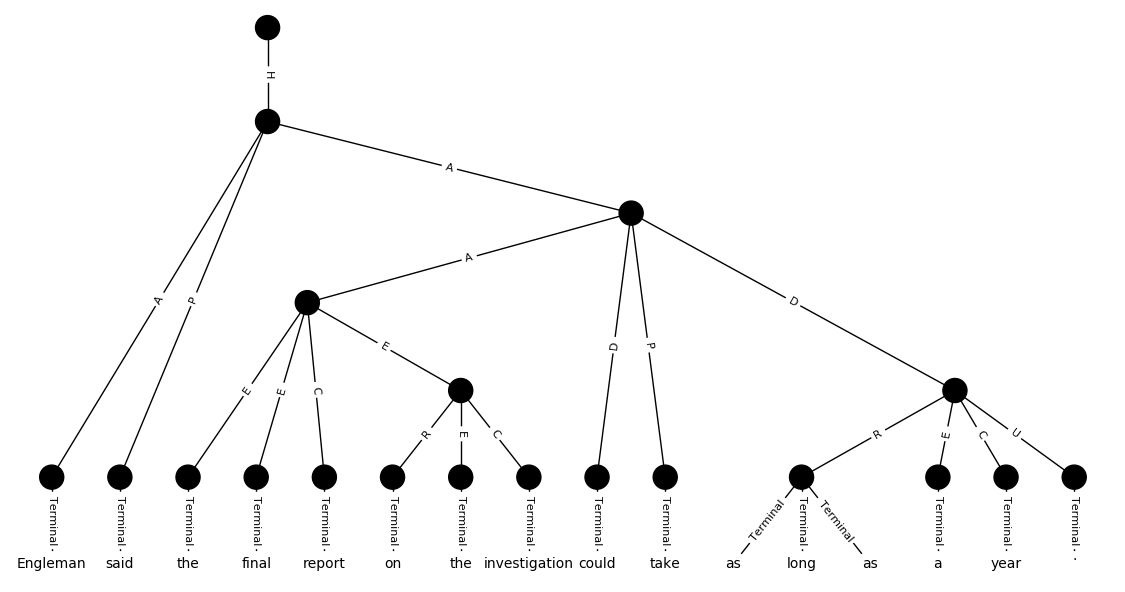 H
A
A
A P D
E D P
E E C R
R E C E C U
Terminal Terminal Terminal Terminal Terminal Terminal Terminal Terminal Terminal Terminal Terminal Terminal Terminal Terminal Terminal Terminal
Engleman said the final report on the investigation could take as long as a year .